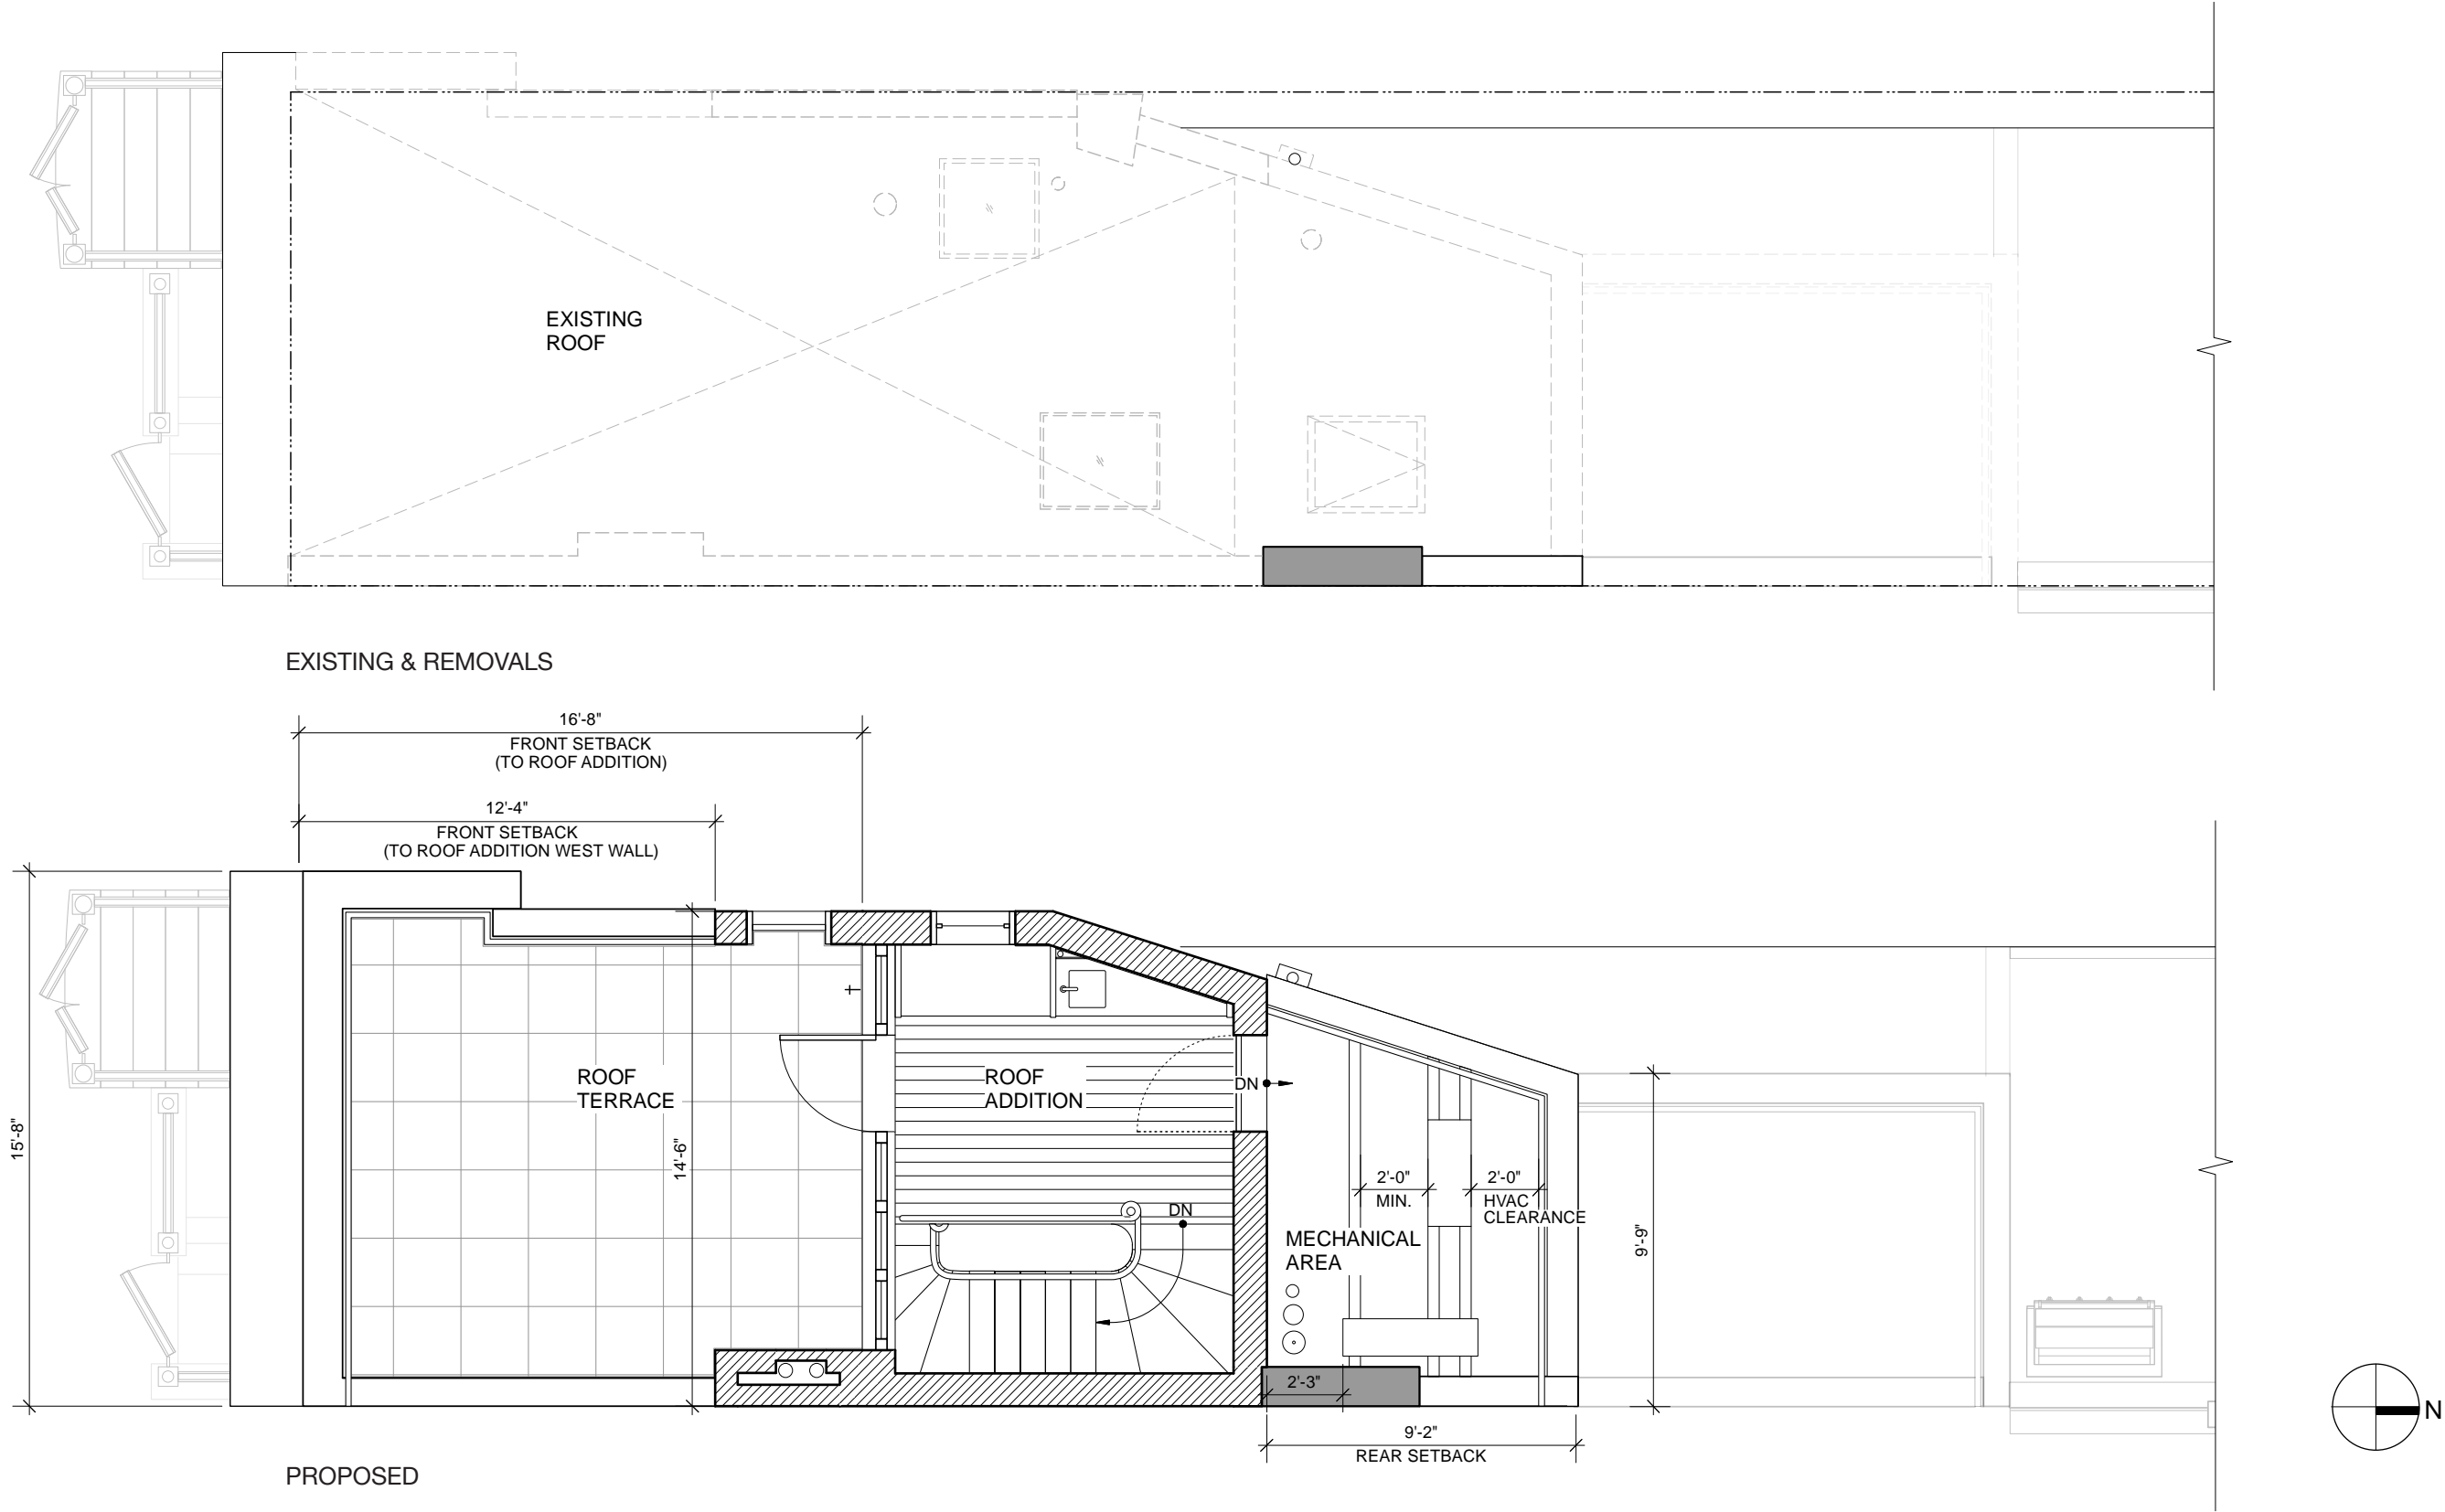 EXISTING
ROOF
EXISTING & REMOVALS
16'-8"
FRONT SETBACK
(TO ROOF ADDITION)
12'-4"
FRONT SETBACK
(TO ROOF ADDITION WEST WALL)
15'-8"
ROOF
TERRACE
14'-6"
ROOF
ADDITION
DN
DN
2'-0"
MIN.
2'-0"
HVAC
CLEARANCE
MECHANICAL
AREA
9'-9"
2'-3"
9'-2"
REAR SETBACK
N
PROPOSED